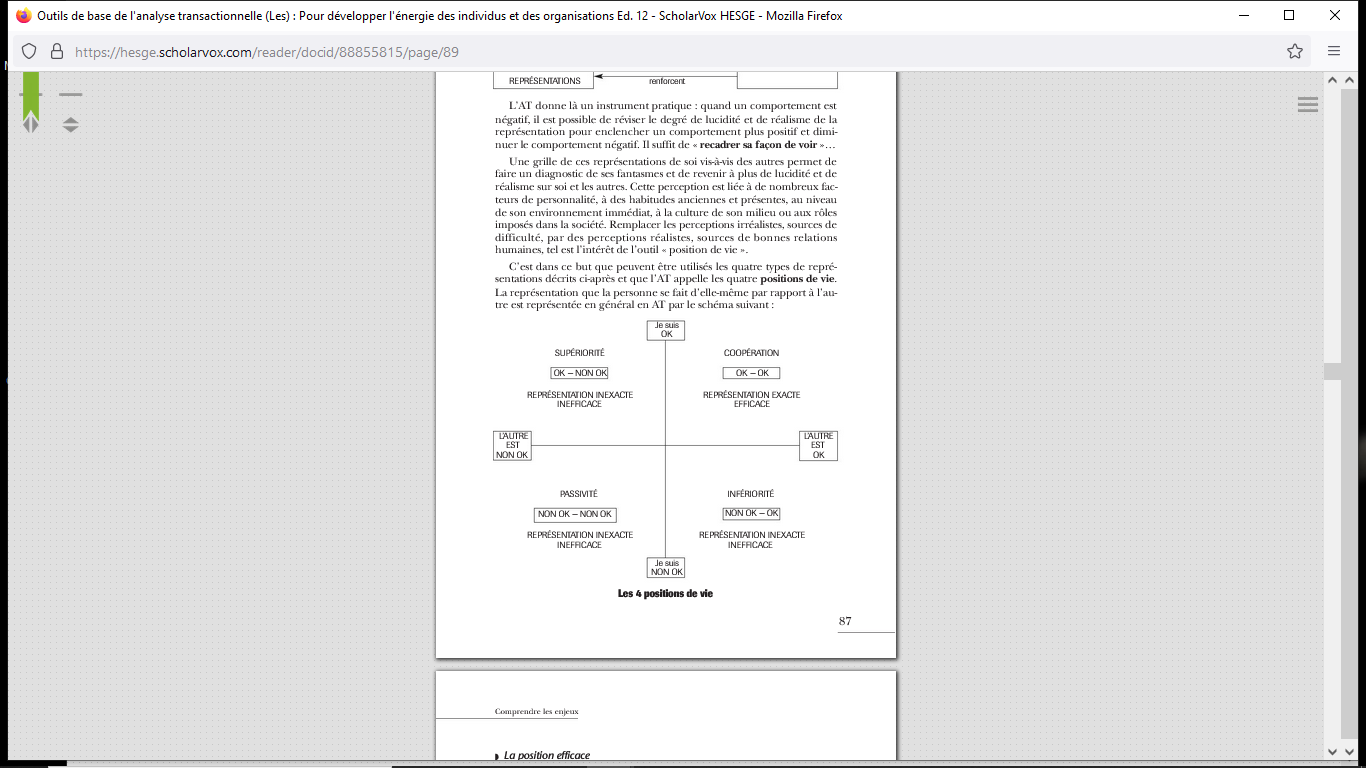 Outils de base de l'analyse transactionnelle (Les) : Pour développer l'énergie des individus et des organisations Ed. 12 - ScholarVox HESGE - Mozilla Firefox
https://hesge.scholarvox.com/reader/docid/88855815/page/89
REPRÉSENTATIONS
renforcent
L'AT donne là un instrument pratique : quand un comportement est
négatif, il est possible de réviser le degré de lucidité et de réalisme de la
représentation pour enclencher un comportement plus positif et dimi-
nuer le comportement négatif. Il suffit de « recadrer sa façon de voir »…
Une grille de ces représentations de soi vis-à-vis des autres permet de
faire un diagnostic de ses fantasmes et de revenir à plus de lucidité et de
réalisme sur soi et les autres. Cette perception est liée à de nombreux fac-
teurs de personnalité, à des habitudes anciennes et présentes, au niveau
de son environnement immédiat, à la culture de son milieu ou aux rôles
imposés dans la société. Remplacer les perceptions irréalistes, sources de
difficulté, par des perceptions réalistes, sources de bonnes relations
humaines, tel est l'intérêt de l'outil « position de vie ».
C'est dans ce but que peuvent être utilisés les quatre types de repré-
sentations décrits ci-après et que l'AT appelle les quatre positions de vie.
La représentation que la personne se fait d'elle-même par rapport à l'au-
tre est représentée en général en AT par le schéma suivant :
Je suis
OK
SUPÉRIORITÉ
COOPÉRATION
OK – NON OK
OK – OK
REPRÉSENTATION INEXACTE
INEFFICACE
REPRÉSENTATION EXACTE
EFFICACE
L'AUTRE
EST
NON OK
L'AUTRE
EST
OK
PASSIVITÉ
INFÉRIORITÉ
NON OK – NON OK
NON OK – OK
REPRÉSENTATION INEXACTE
INEFFICACE
REPRÉSENTATION INEXACTE
INEFFICACE
Je suis
NON OK
Les 4 positions de vie
87
Comprendre les enjeux
La position efficace